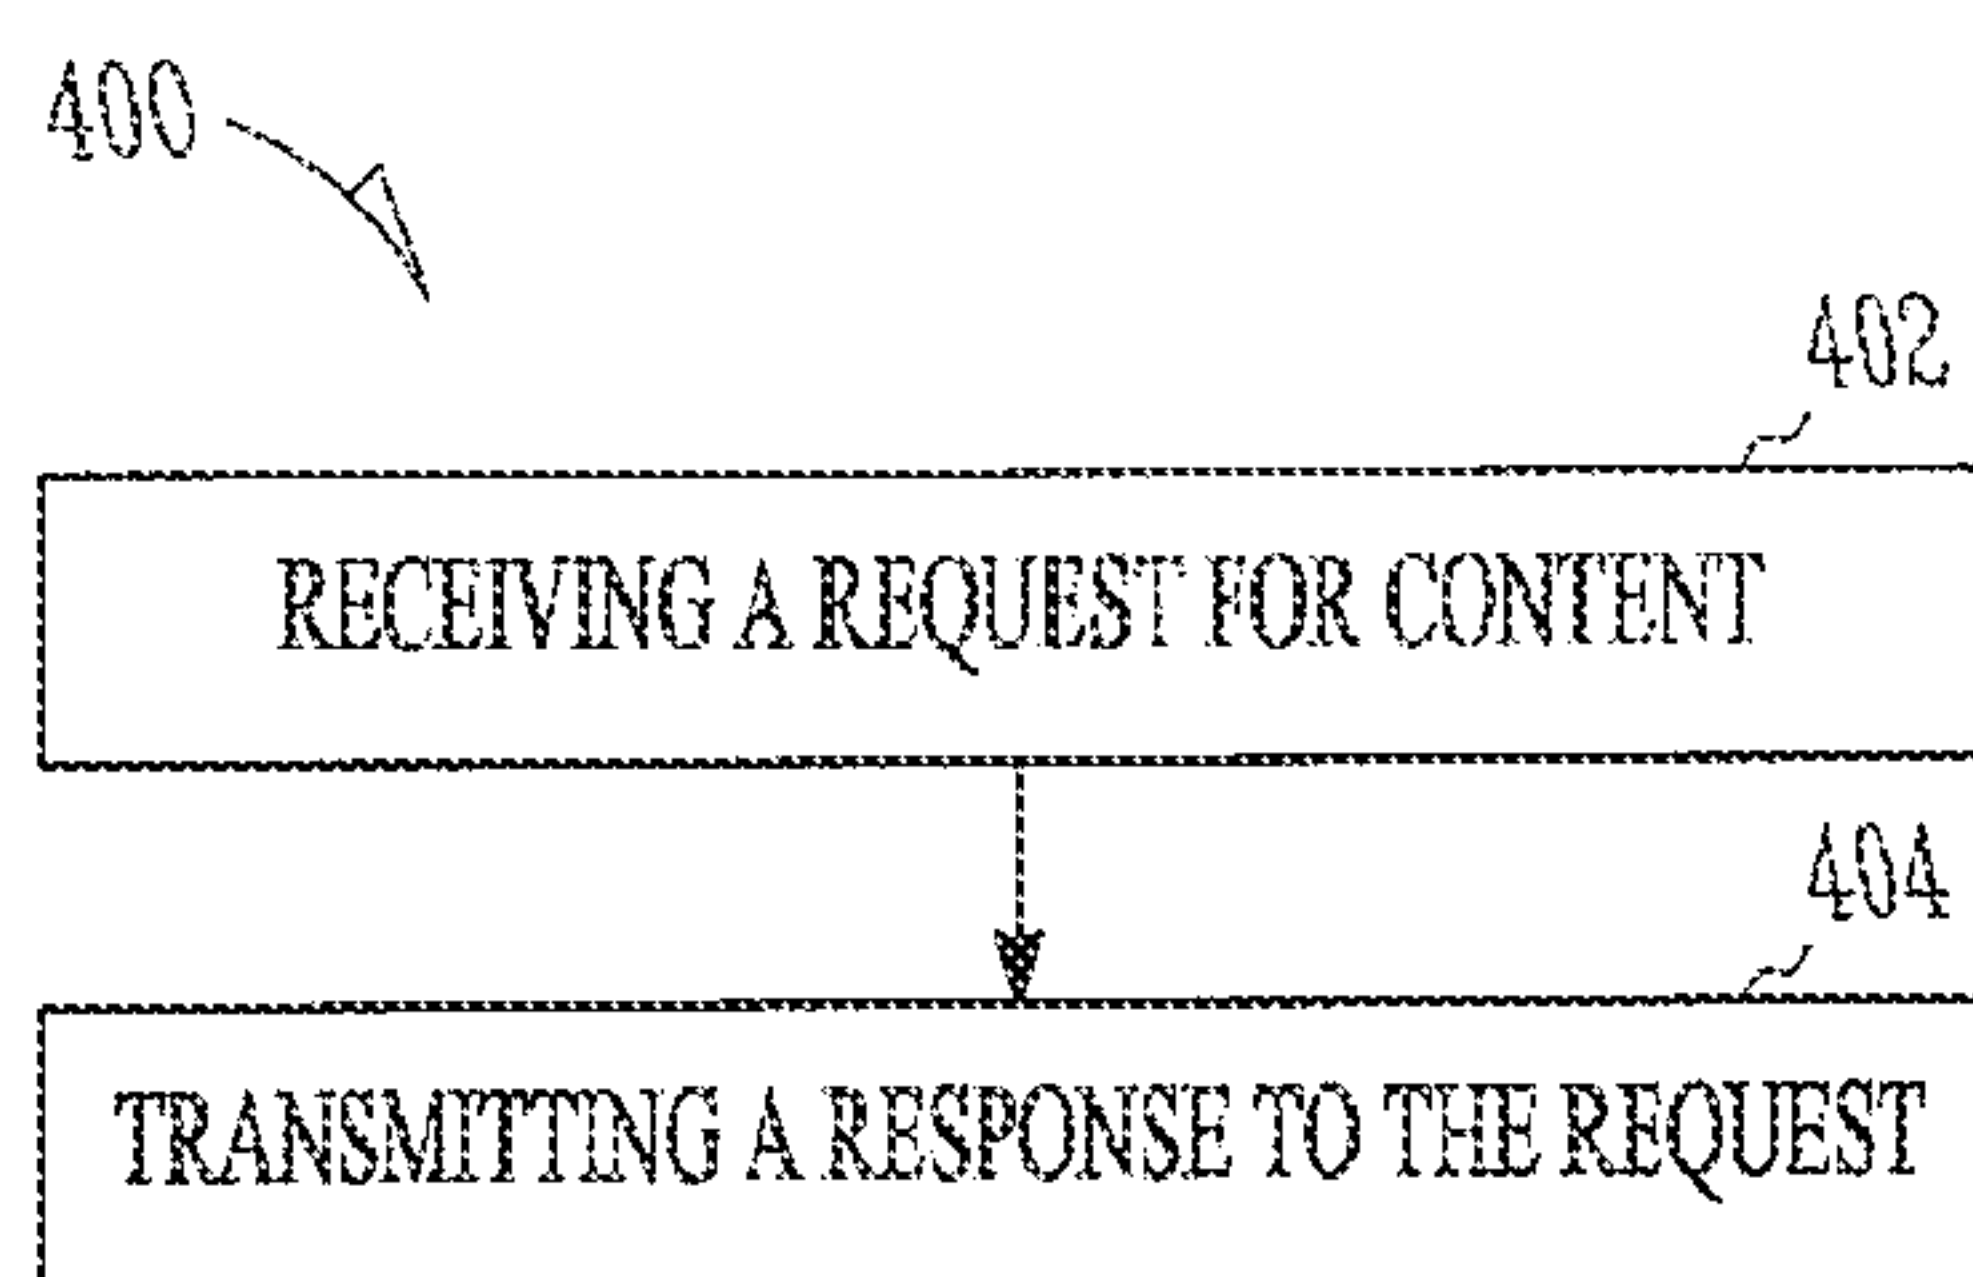 400
402
RECEIVING A REQUEST FOR CONTENT
404
TRANSMITTING A RESPONSE TO THE REQUEST